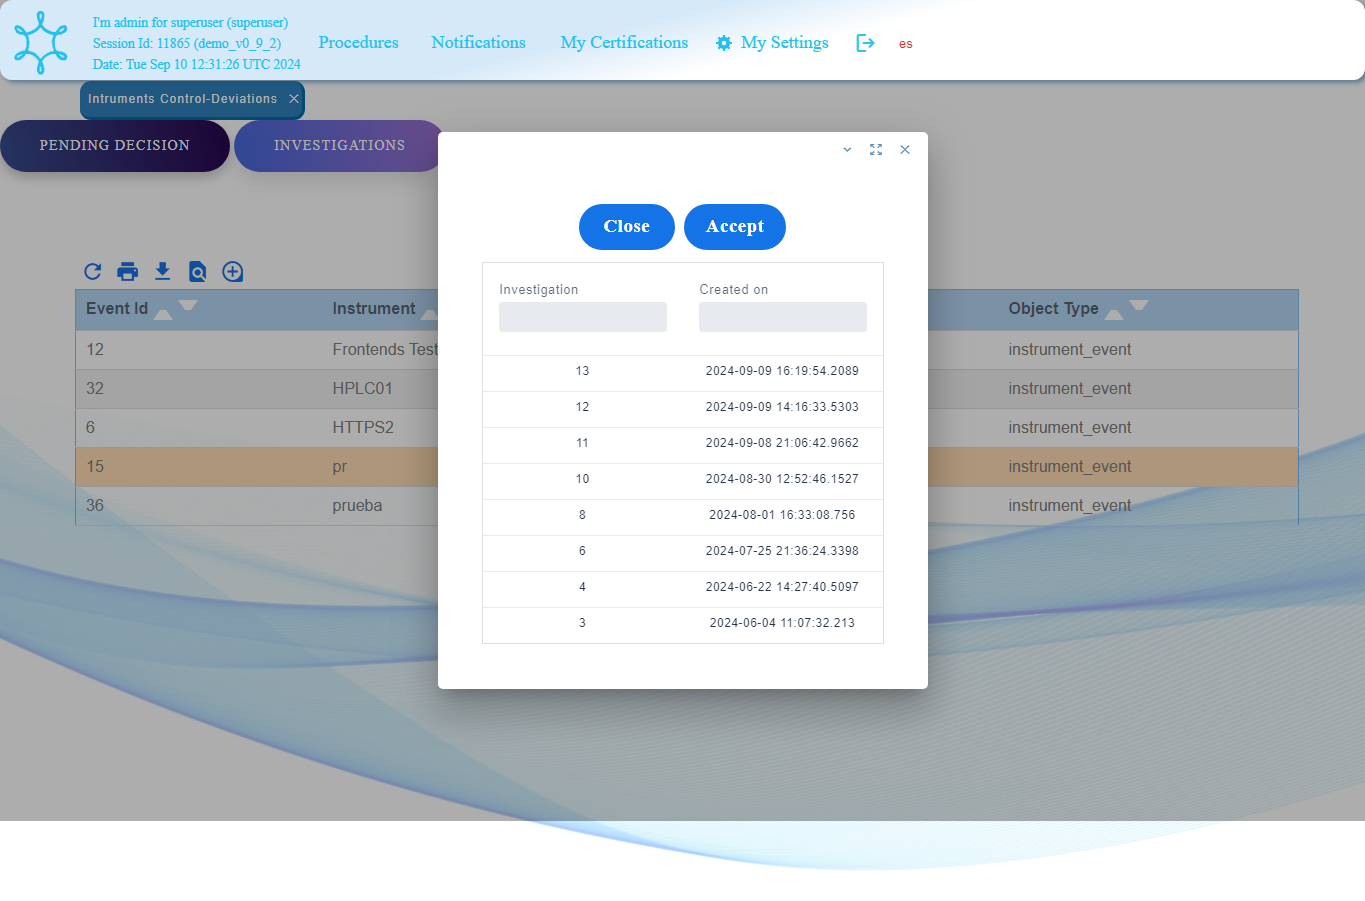 I'm admin for superuser (superuser)
Session Id: 11865 (demo_v0_9_2)
Date: Tue Sep 10 12:31:26 UTC 2024
Procedures
Notifications
My Certifications
My Settings
es
Intruments Control-Deviations
PENDING DECISION
INVESTIGATIONS
Close
Accept
Investigation
Created on
13 2024-09-09 16:19:54.2089
12 2024-09-09 14:16:33.5303
11 2024-09-08 21:06:42.9662
10 2024-08-30 12:52:46.1527
8 2024-08-01 16:33:08.756
6 2024-07-25 21:36:24.3398
4 2024-06-22 14:27:40.5097
3 2024-06-04 11:07:32.213
Event Id Instrument Object Type
12 Frontends Test instrument_event
32 HPLC01 instrument_event
6 HTTPS2 instrument_event
15 pr instrument_event
36 prueba instrument_event